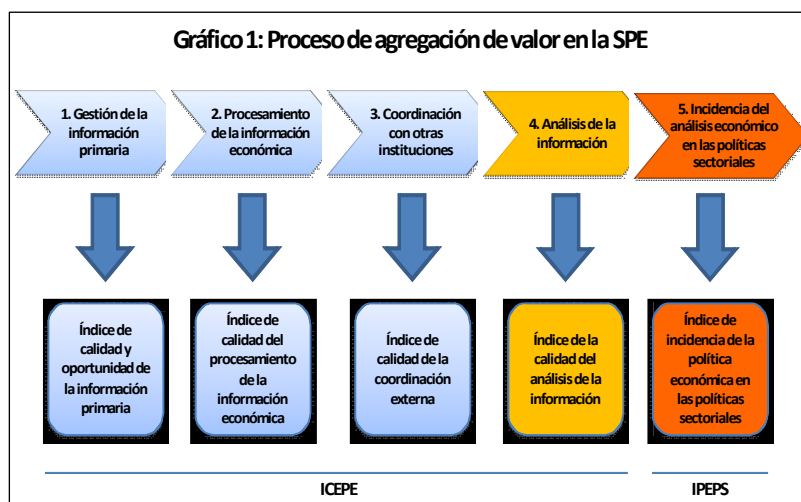 Gráfico 1: Proceso de agregación de valor en la SPE
1. Gestión de la
información
primaria
2. Procesamiento
de la información
económica
3. Coordinación
con otras
instituciones
4. Análisis de la
información
5. Incidencia del
análisis económico
en las políticas
sectoriales
Índice de
calidad y
oportunidad de
la información
primaria
Índice de
calidad del
procesamiento
de la
información
económica
Índice de
calidad de la
coordinación
externa
Índice de la
calidad del
análisis de la
información
Índice de
incidencia de la
política
económica en
las políticas
sectoriales
ICEPE
IPEPS